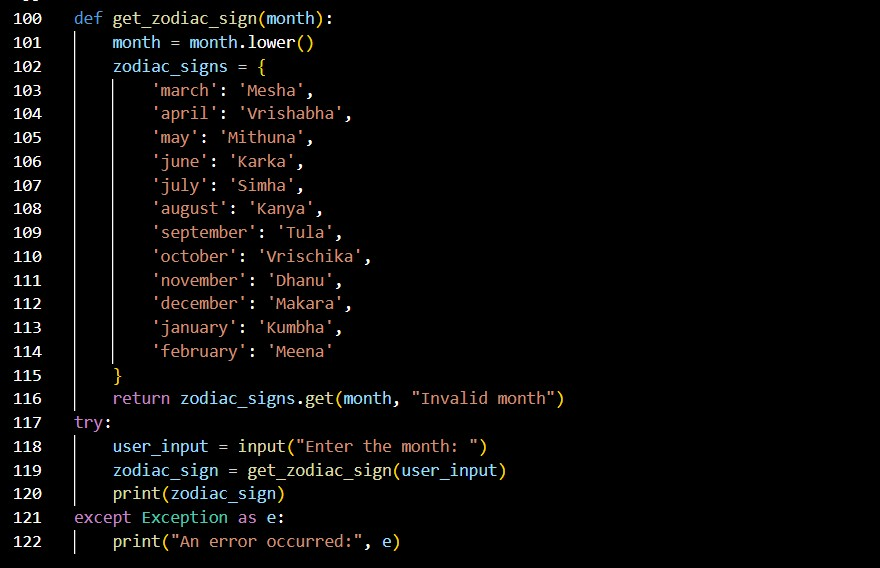 100 def get_zodiac_sign(month):
101     month = month.lower()
102     zodiac_signs = {
103         'march': 'Mesha',
104         'april': 'Vrishabha',
105         'may': 'Mithuna',
106         'june': 'Karka',
107         'july': 'Simha',
108         'august': 'Kanya',
109         'september': 'Tula',
110         'october': 'Vrischika',
111         'november': 'Dhanu',
112         'december': 'Makara',
113         'january': 'Kumbha',
114         'february': 'Meena'
115     }
116     return zodiac_signs.get(month, "Invalid month")
117 try:
118     user_input = input("Enter the month: ")
119     zodiac_sign = get_zodiac_sign(user_input)
120     print(zodiac_sign)
121 except Exception as e:
122     print("An error occurred:", e)